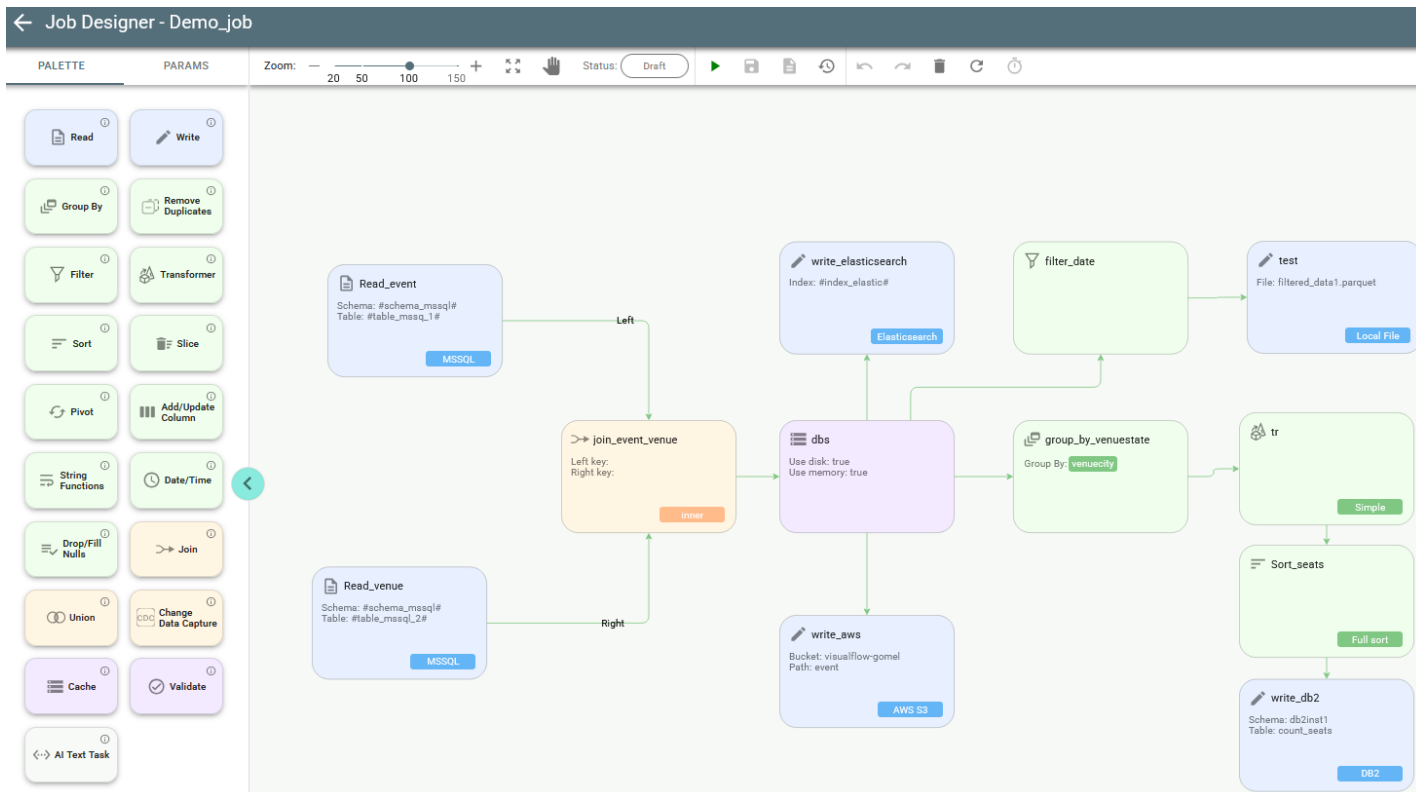 Job Designer - Demo_job
PALETTE
PARAMS
Zoom:
20 50 100 150
Status: Draft
Read
Write
Group By
Remove
Duplicates
Filter
Transformer
Sort
Slice
Pivot
Add/Update
Column
String
Functions
Date/Time
Drop/Fill
Nulls
Join
Union
CDC
Change
Data Capture
Cache
Validate
AI Text Task
Read_event
Schema: #schema_mssql#
Table: #table_mssq_1#
MSSQL
Left
Read_venue
Schema: #schema_mssql#
Table: #table_mssql_2#
MSSQL
Right
join_event_venue
Left key:
Right key:
inner
write_elasticsearch
Index: #index_elastic#
Elasticsearch
dbs
Use disk: true
Use memory: true
write_aws
Bucket: visualflow-gomel
Path: event
AWS S3
filter_date
group_by_venuestate
Group By: venuecity
test
File: filtered_data1.parquet
Local File
tr
Simple
Sort_seats
Full sort
write_db2
Schema: db2inst1
Table: count_seats
DB2